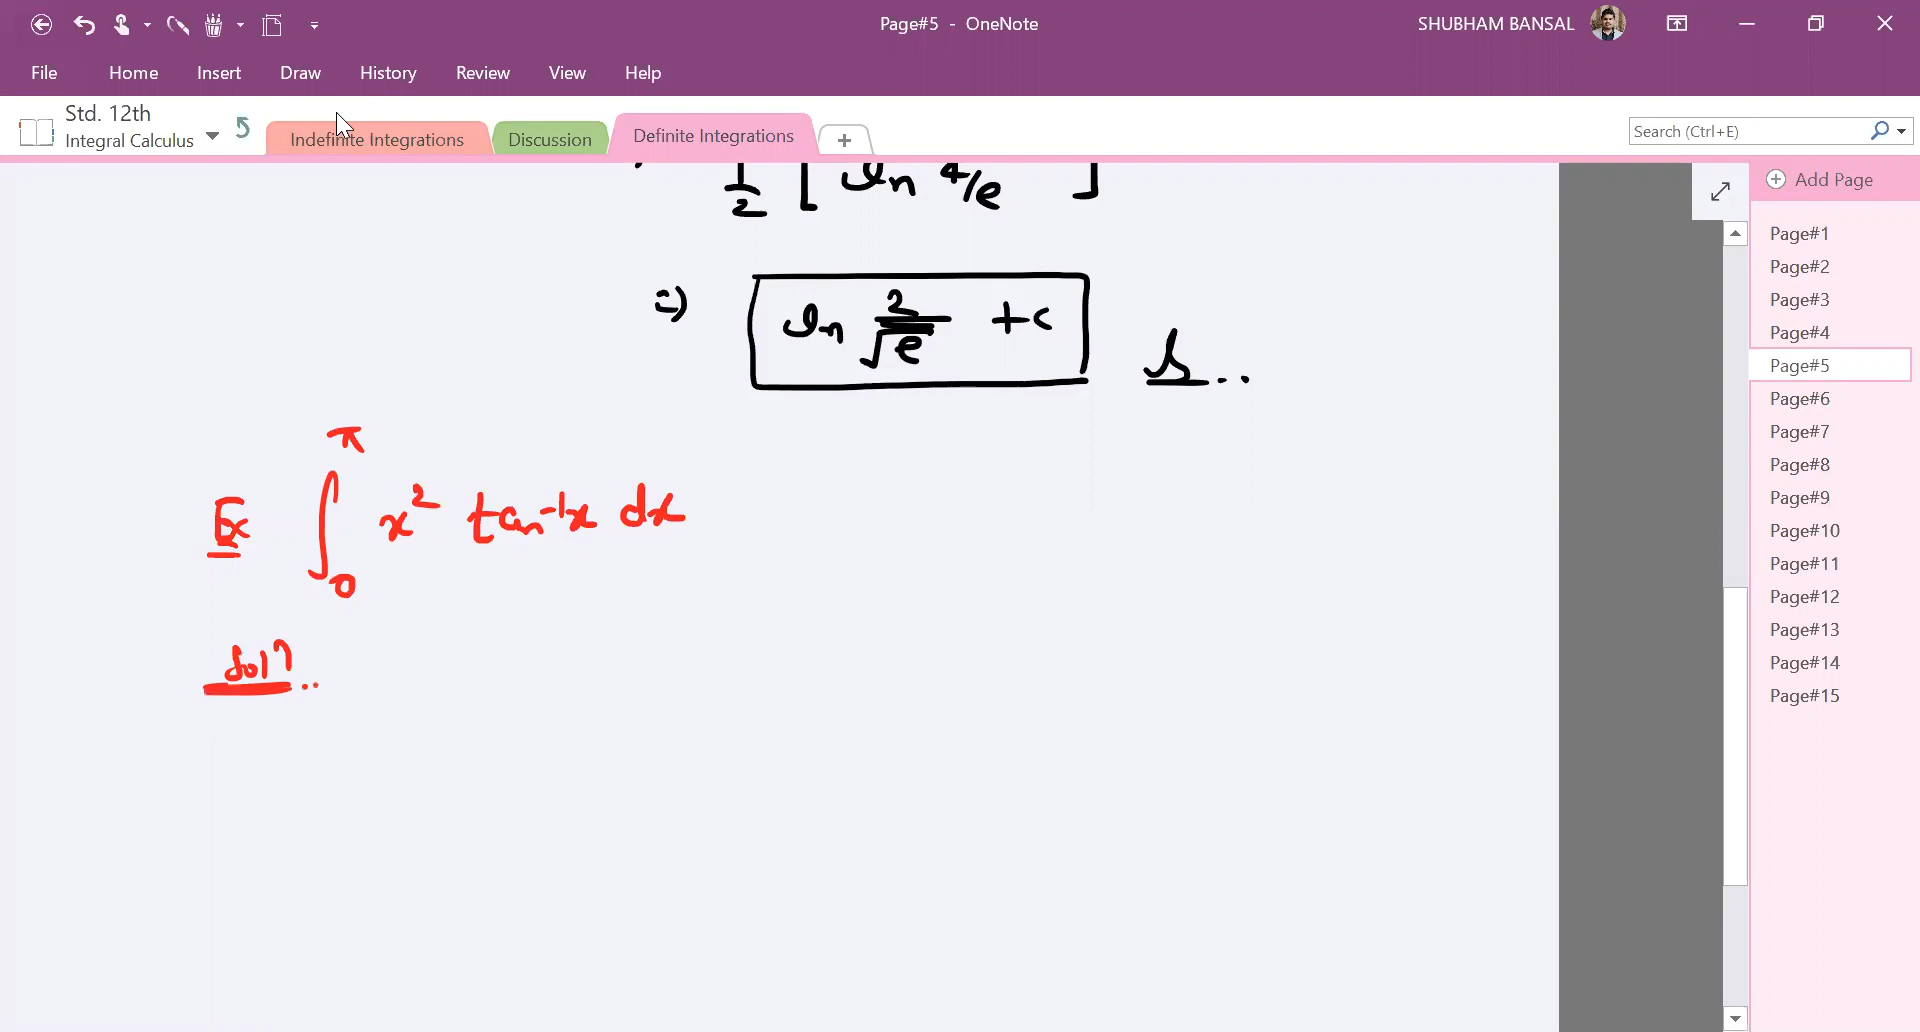 Page#5 - OneNote
SHUBHAM BANSAL
File Home Insert Draw History Review View Help
Std. 12th
Integral Calculus
Indefinite Integrations
Discussion
Definite Integrations
+
Search (Ctrl+E)
Add Page
Page#1
Page#2
Page#3
Page#4
Page#5
Page#6
Page#7
Page#8
Page#9
Page#10
Page#11
Page#12
Page#13
Page#14
Page#15
1/2 [ ln 4/e ]
=) ln 2/√e + c
Ex ∫₀^π x² tan⁻¹x dx
Solⁿ..